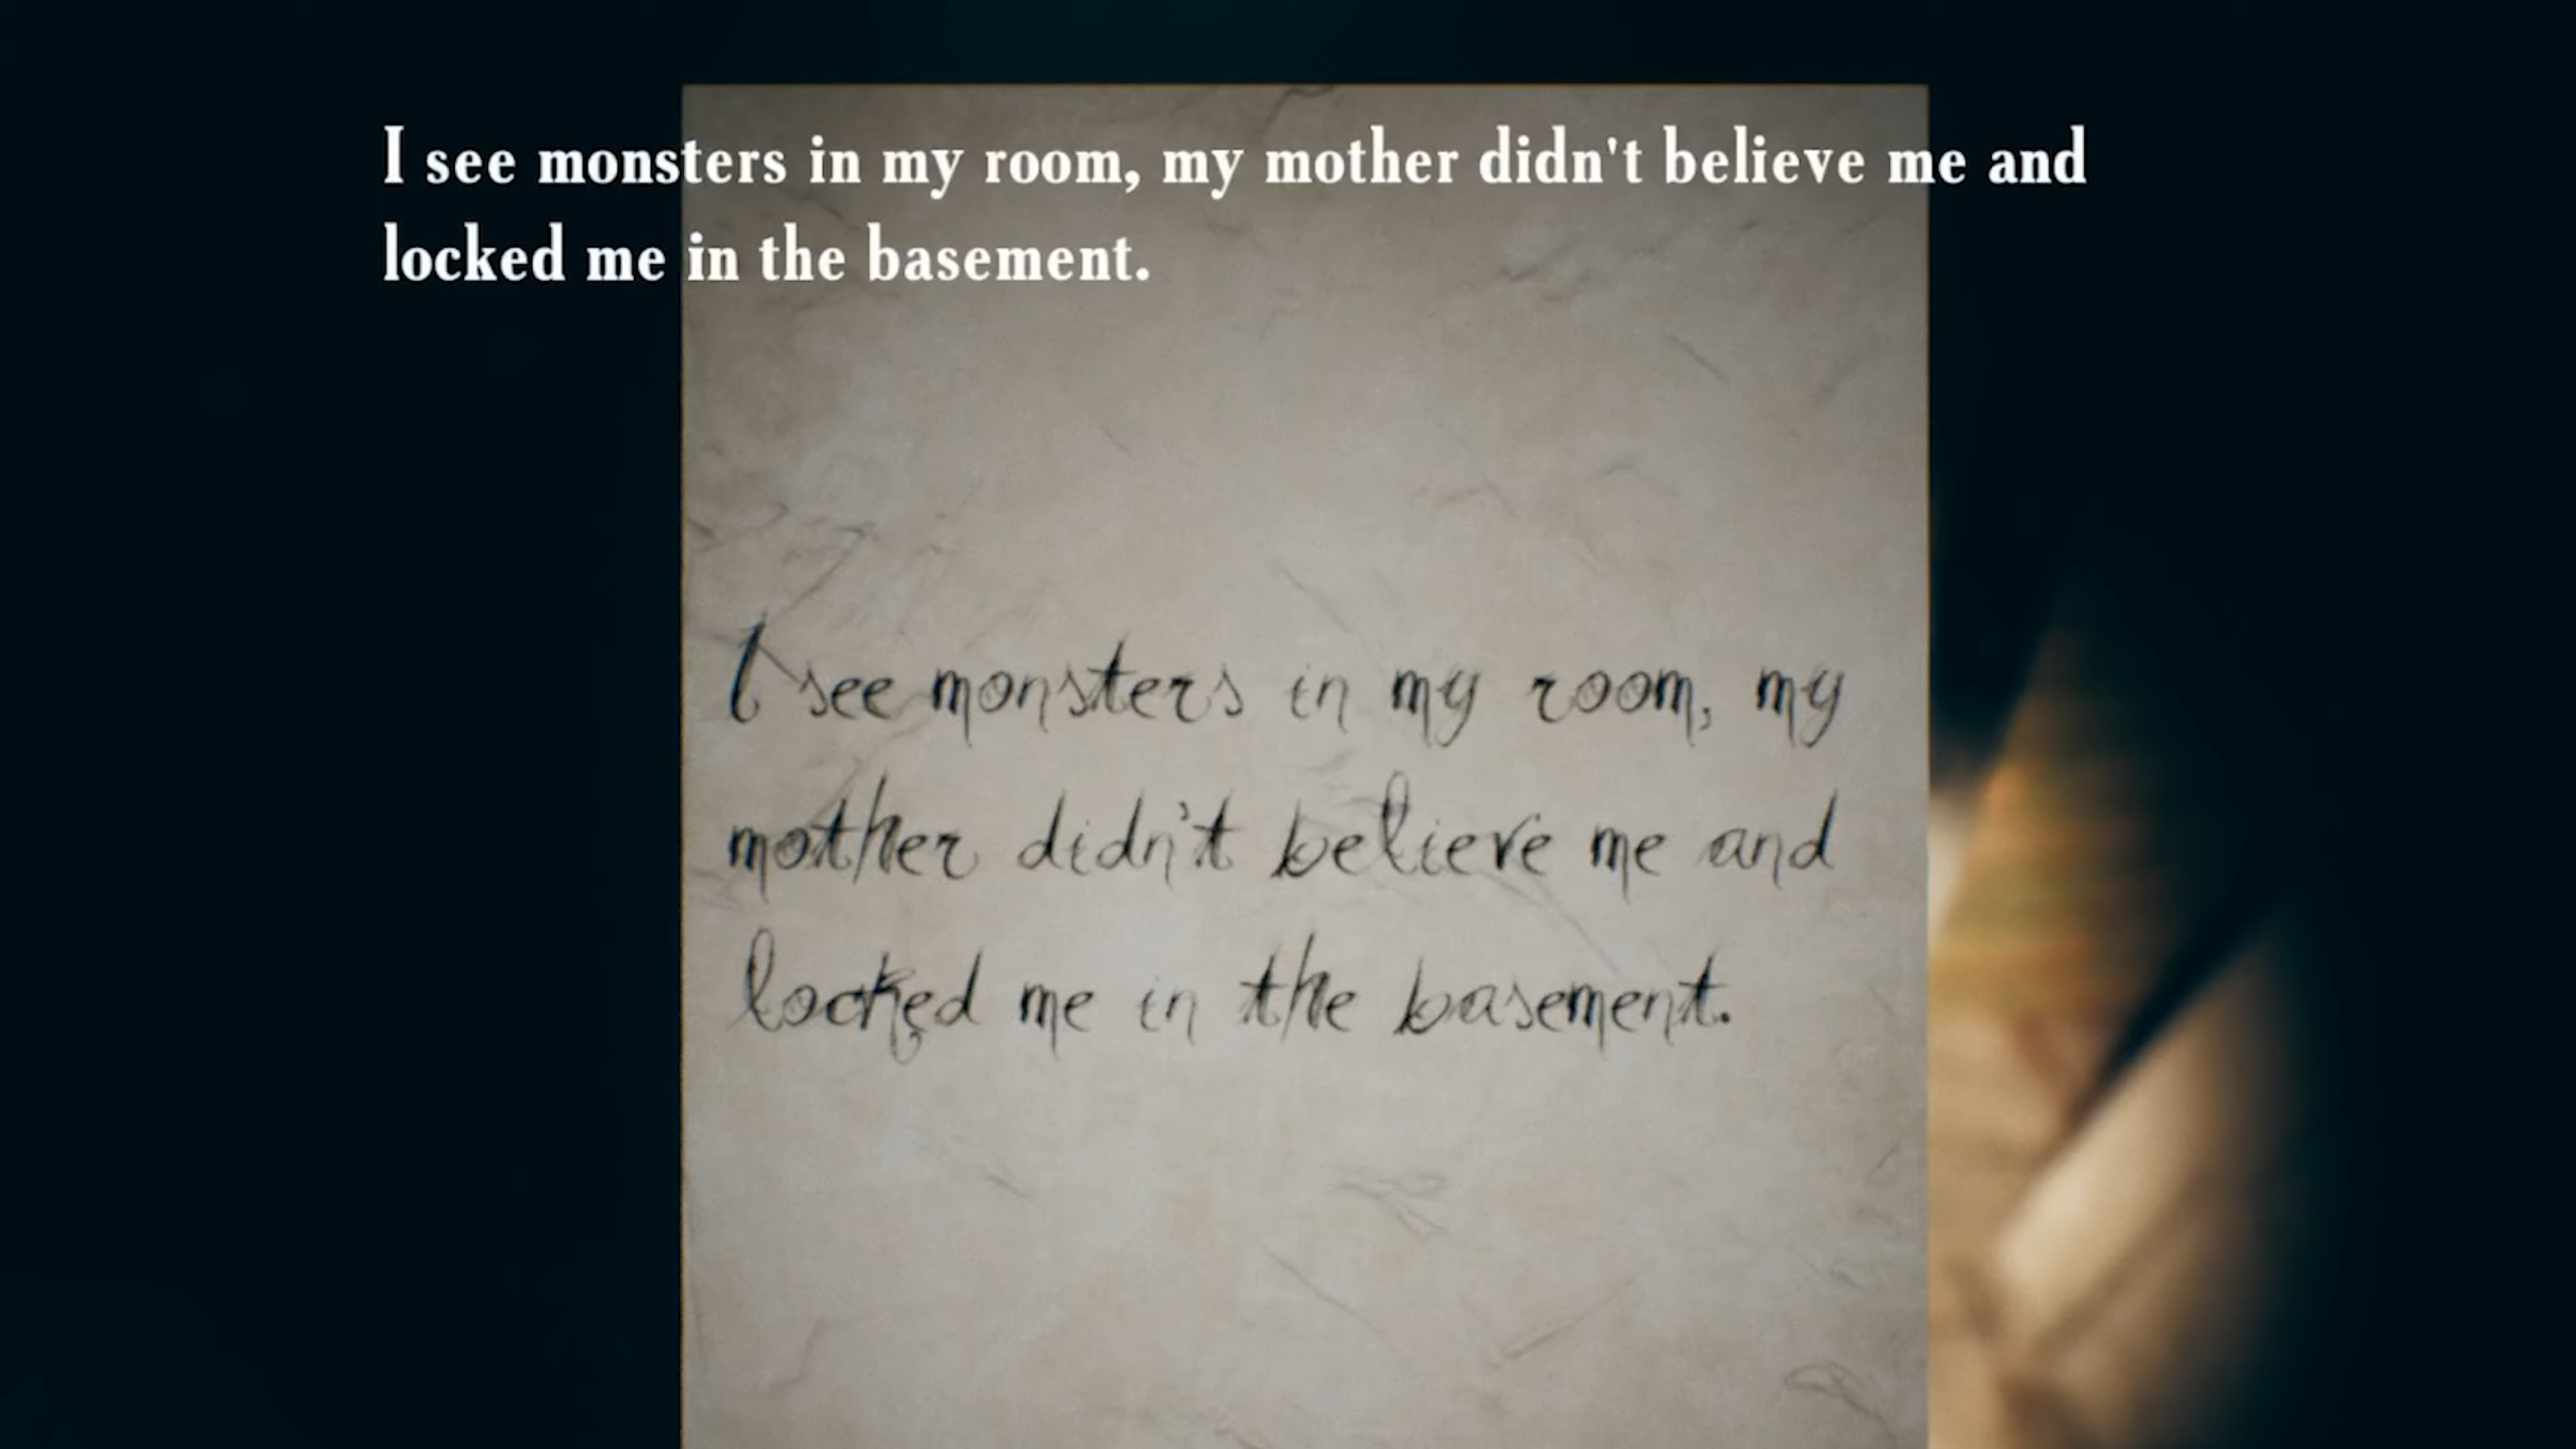 I see monsters in my room, my mother didn't believe me and
locked me in the basement.
I see monsters in my room, my
mother didn't believe me and
locked me in the basement.